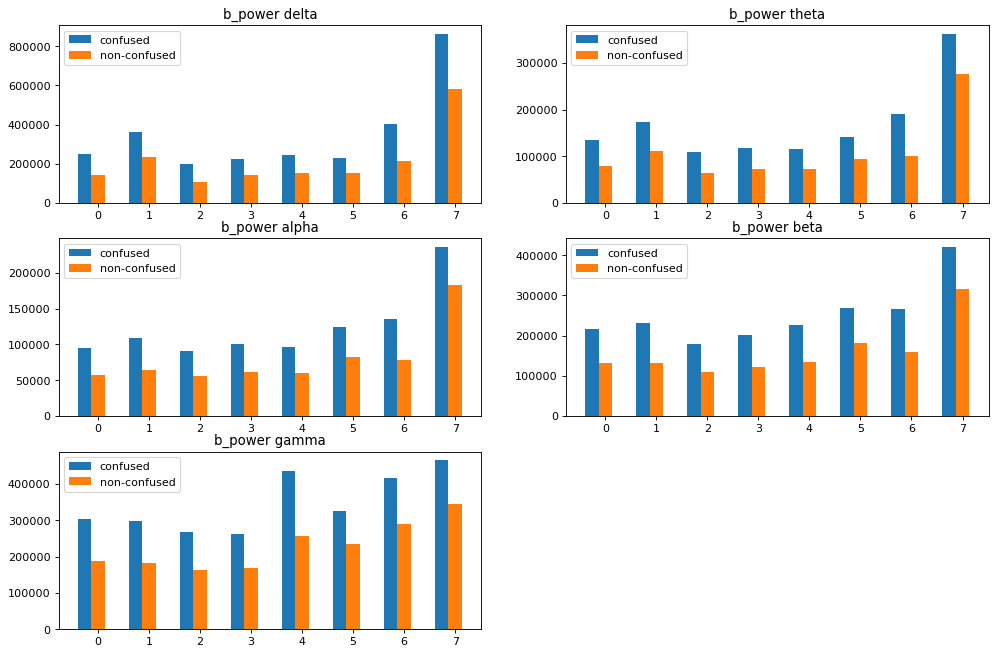 b_power delta
800000
600000
400000
200000
0
confused
non-confused
0 1 2 3 4 5 6 7
b_power theta
300000
200000
100000
0
confused
non-confused
0 1 2 3 4 5 6 7
b_power alpha
200000
150000
100000
50000
0
confused
non-confused
0 1 2 3 4 5 6 7
b_power beta
400000
300000
200000
100000
0
confused
non-confused
0 1 2 3 4 5 6 7
b_power gamma
400000
300000
200000
100000
0
confused
non-confused
0 1 2 3 4 5 6 7